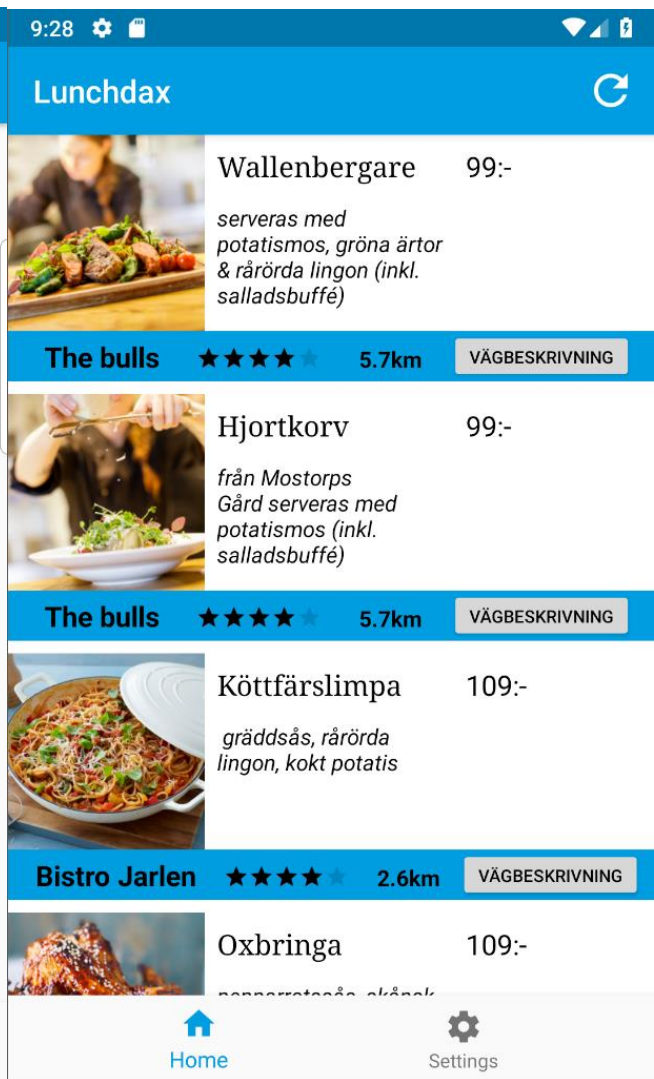 9:28
Lunchdax
Wallenbergare 99:-
serveras med
potatismos, gröna ärtor
& rårörda lingon (inkl.
salladsbuffé)
The bulls 5.7km VÄGBESKRIVNING
Hjortkorv 99:-
från Mostorps
Gård serveras med
potatismos (inkl.
salladsbuffé)
The bulls 5.7km VÄGBESKRIVNING
Köttfärslimpa 109:-
gräddsås, rårörda
lingon, kokt potatis
Bistro Jarlen 2.6km VÄGBESKRIVNING
Oxbringa 109:-
Home Settings